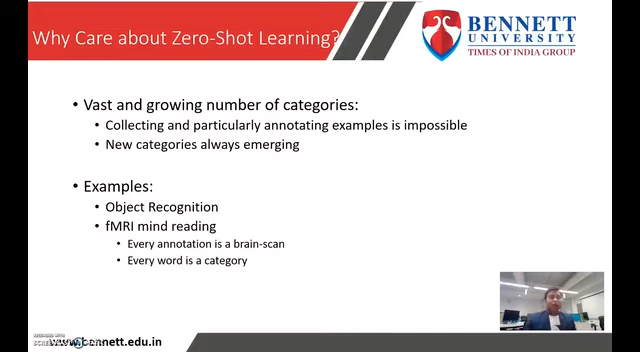 Why Care about Zero-Shot Learning?
BENNETT
UNIVERSITY
TIMES OF INDIA GROUP
• Vast and growing number of categories:
• Collecting and particularly annotating examples is impossible
• New categories always emerging
• Examples:
• Object Recognition
• fMRI mind reading
• Every annotation is a brain-scan
• Every word is a category
RECORDED WITH
www.bennett.edu.in